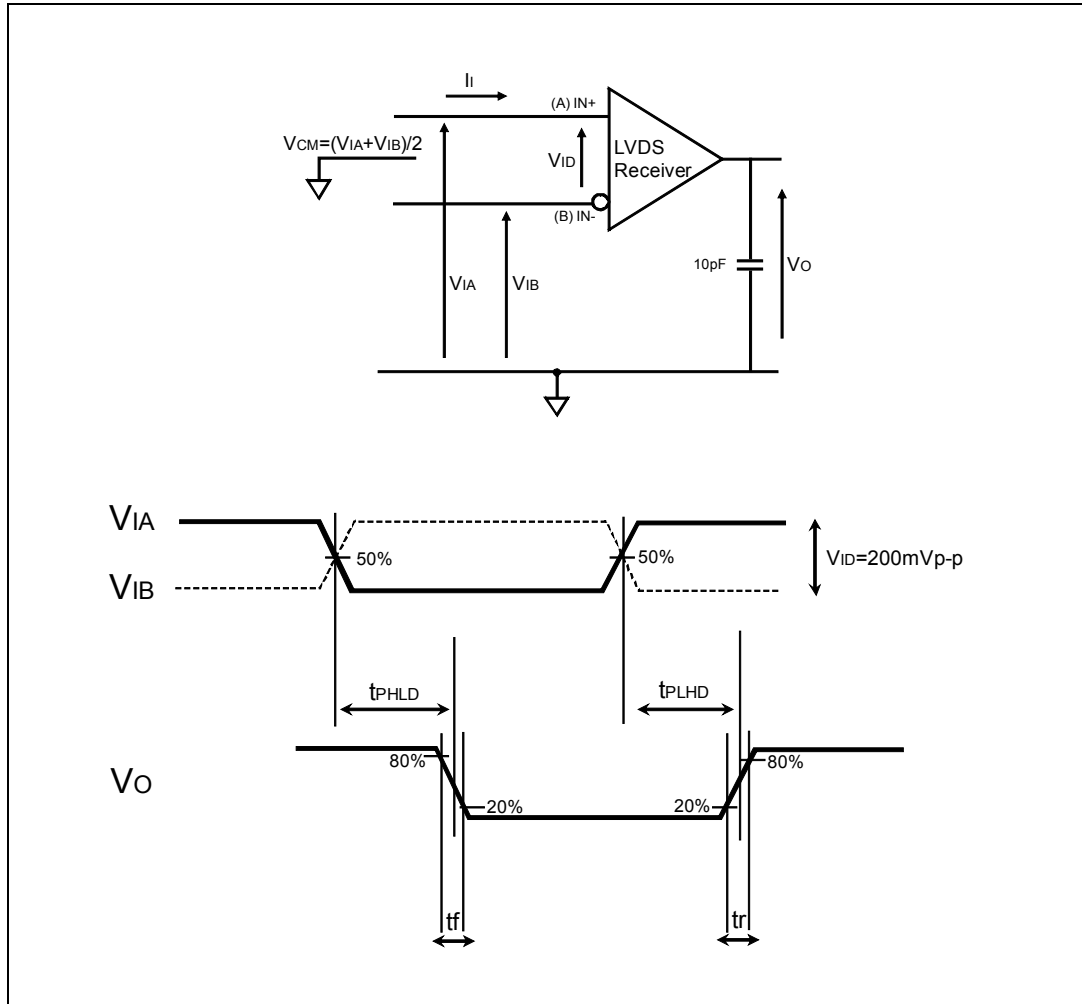 II
(A) IN+
VCM=(VIA+VIB)/2
VID
LVDS
Receiver
(B) IN-
10pF
VO
VIA
VIB
VIA
50%
50%
VID=200mVp-p
VIB
tPHLD
tPLHD
80%
80%
VO
20%
20%
tf
tr